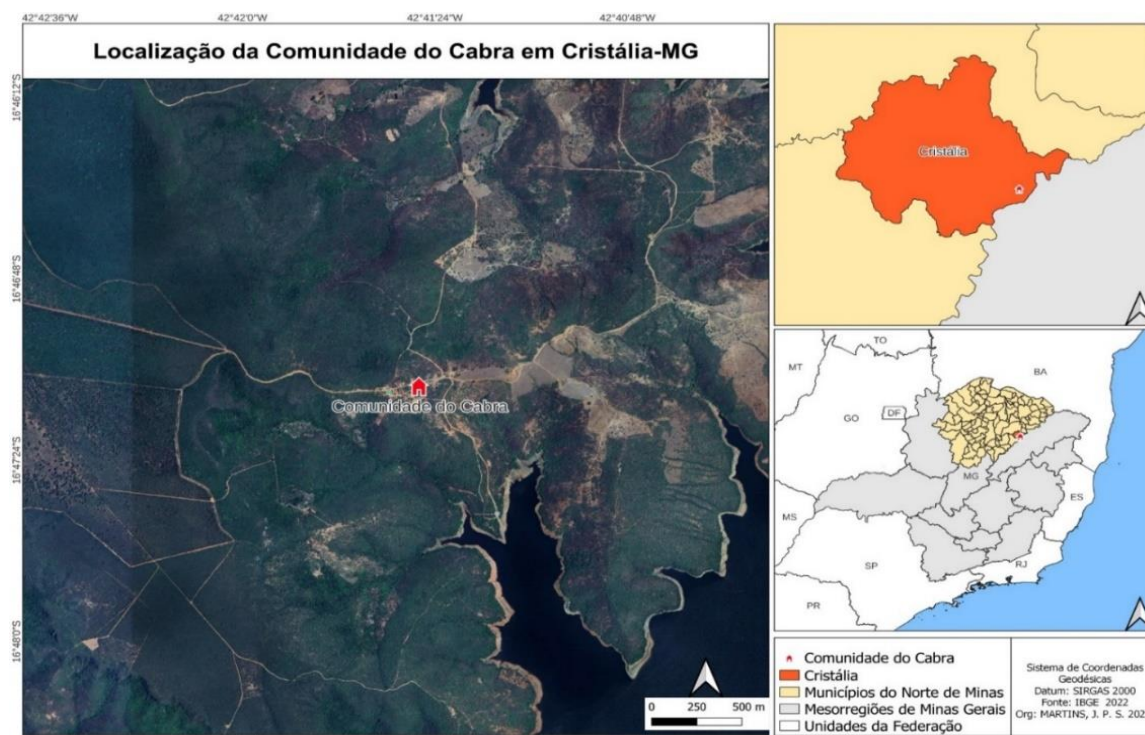 42°42'36"W 42°42'0"W 42°41'24"W 42°40'48"W
Localização da Comunidade do Cabra em Cristália-MG
16°46'12"S
16°46'48"S
16°47'24"S
16°48'0"S
Comunidade do Cabra
0 250 500 m
Cristália
TO
MT
BA
GO
DF
MG
ES
MS
SP
RJ
PR
Comunidade do Cabra
Cristália
Municípios do Norte de Minas
Mesorregiões de Minas Gerais
Unidades da Federação
Sistema de Coordenadas
Geodésicas
Datum: SIRGAS 2000
Fonte: IBGE 2022
Org: MARTINS, J. P. S. 202